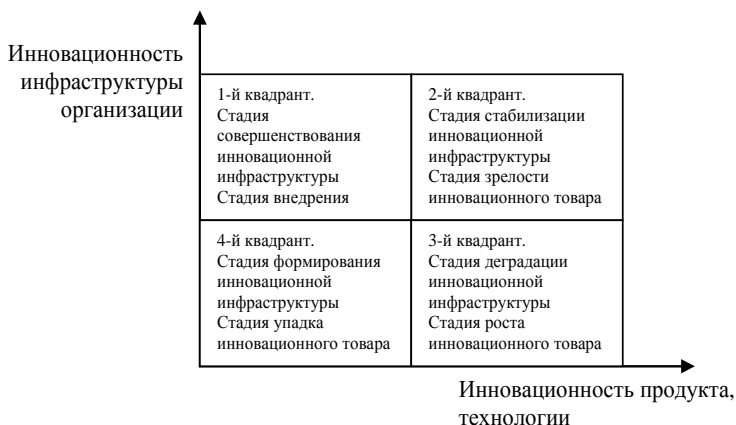 Инновационность
инфраструктуры
организации
1-й квадрант.
Стадия
совершенствования
инновационной
инфраструктуры
Стадия внедрения
2-й квадрант.
Стадия стабилизации
инновационной
инфраструктуры
Стадия зрелости
инновационного товара
4-й квадрант.
Стадия формирования
инновационной
инфраструктуры
Стадия упадка
инновационного товара
3-й квадрант.
Стадия деградации
инновационной
инфраструктуры
Стадия роста
инновационного товара
Инновационность продукта,
технологии